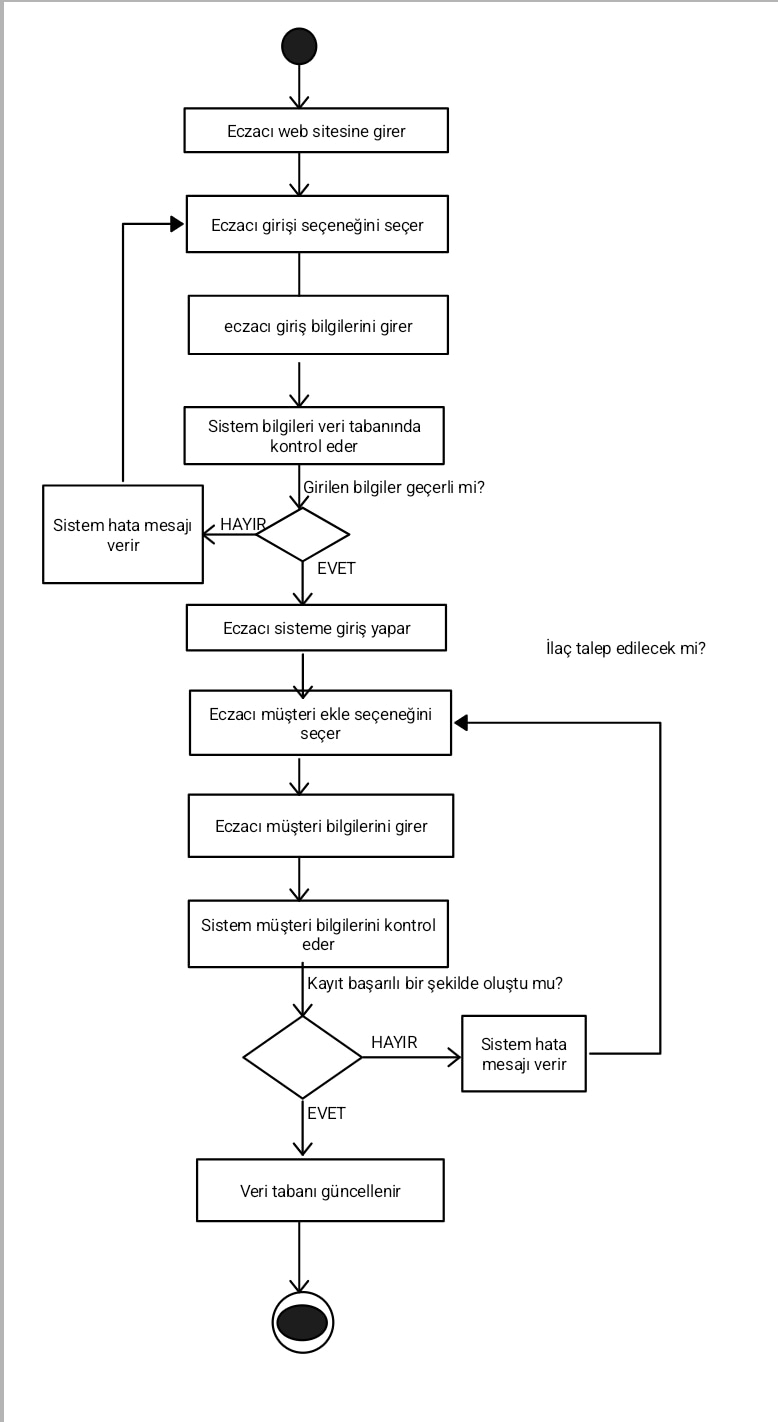 Eczacı web sitesine girer
Eczacı girişi seçeneğini seçer
eczacı giriş bilgilerini girer
Sistem bilgileri veri tabanında
kontrol eder
Girilen bilgiler geçerli mi?
HAYIR
Sistem hata mesajı
verir
EVET
Eczacı sisteme giriş yapar
İlaç talep edilecek mi?
Eczacı müşteri ekle seçeneğini
seçer
Eczacı müşteri bilgilerini girer
Sistem müşteri bilgilerini kontrol
eder
Kayıt başarılı bir şekilde oluştu mu?
HAYIR
Sistem hata
mesajı verir
EVET
Veri tabanı güncellenir